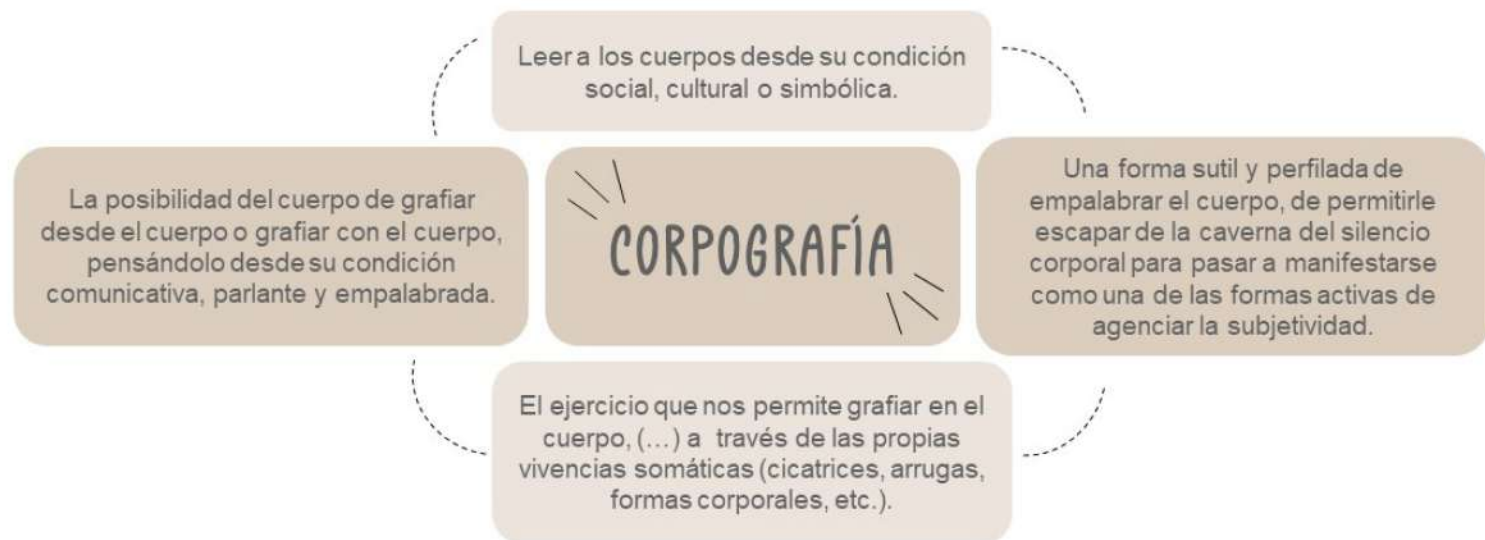 Leer a los cuerpos desde su condición
social, cultural o simbólica.
La posibilidad del cuerpo de grafiar
desde el cuerpo o grafiar con el cuerpo,
pensándolo desde su condición
comunicativa, parlante y empalabrada.
CORPOGRAFÍA
Una forma sutil y perfilada de
empalabrar el cuerpo, de permitirle
escapar de la caverna del silencio
corporal para pasar a manifestarse
como una de las formas activas de
agenciar la subjetividad.
El ejercicio que nos permite grafiar en el
cuerpo, (...) a través de las propias
vivencias somáticas (cicatrices, arrugas,
formas corporales, etc.).